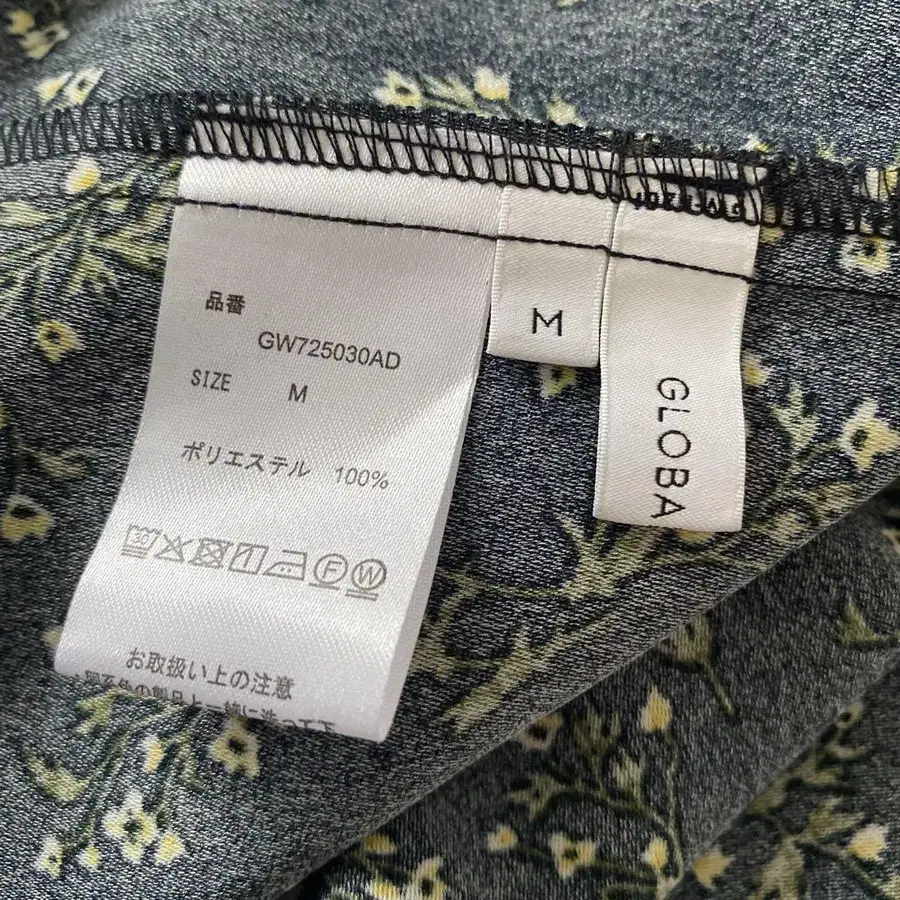 品番
GW725030AD
SIZE M
ポリエステル 100%
30 F W
お取扱い上の注意
M
GLOBA